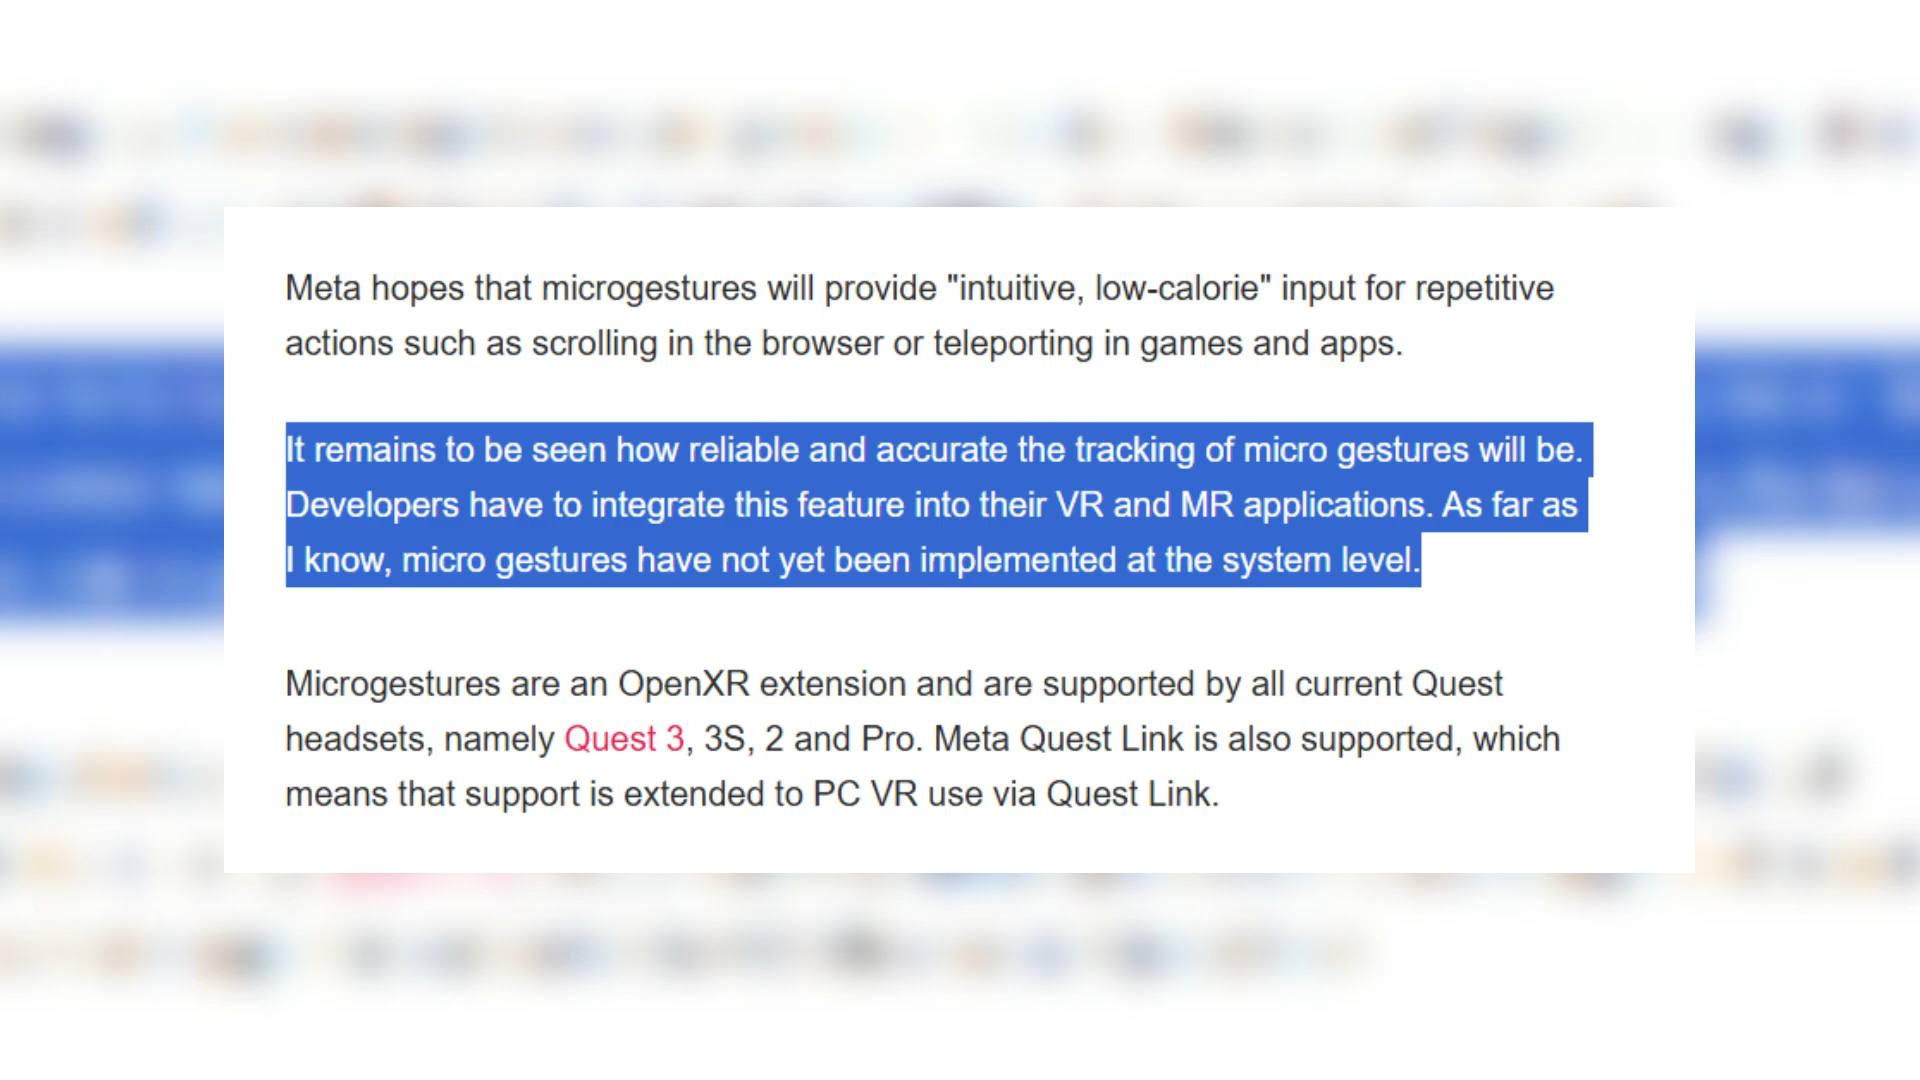 Meta hopes that microgestures will provide "intuitive, low-calorie" input for repetitive
actions such as scrolling in the browser or teleporting in games and apps.
It remains to be seen how reliable and accurate the tracking of micro gestures will be.
Developers have to integrate this feature into their VR and MR applications. As far as
I know, micro gestures have not yet been implemented at the system level.
Microgestures are an OpenXR extension and are supported by all current Quest
headsets, namely Quest 3, 3S, 2 and Pro. Meta Quest Link is also supported, which
means that support is extended to PC VR use via Quest Link.